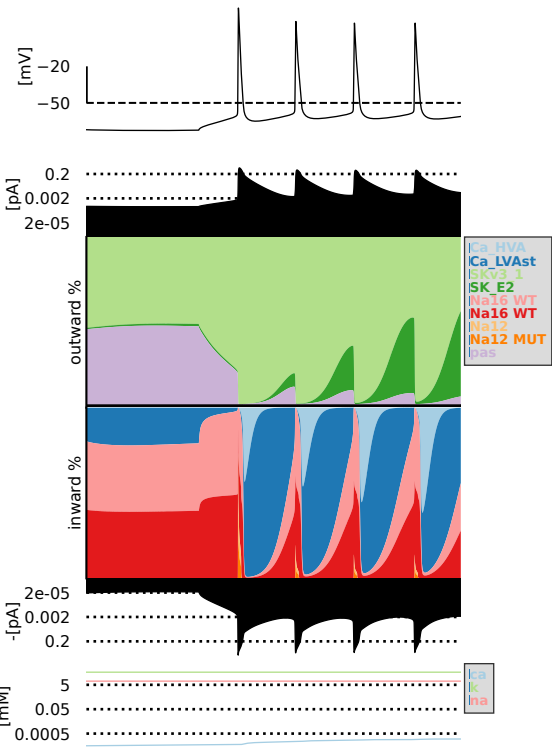 [mV]
−20
−50
[pA]
0.2
0.002
2e-05
outward %
Ca_HVA
Ca_LVAst
SKv3_1
SK_E2
Na16 WT
Na16 WT
Na12
Na12 MUT
pas
inward %
-[pA]
2e-05
0.002
0.2
[mM]
5
0.05
0.0005
ca
k
na